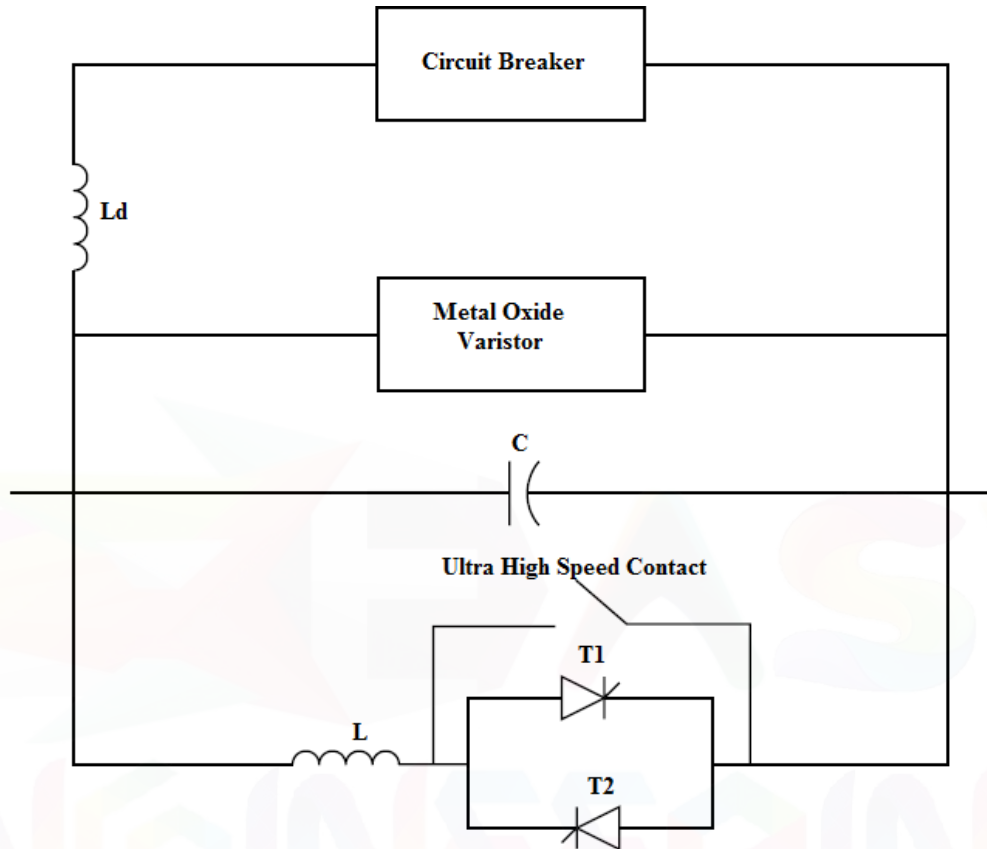 Circuit Breaker
Ld
Metal Oxide
Varistor
C
Ultra High Speed Contact
T1
L
T2